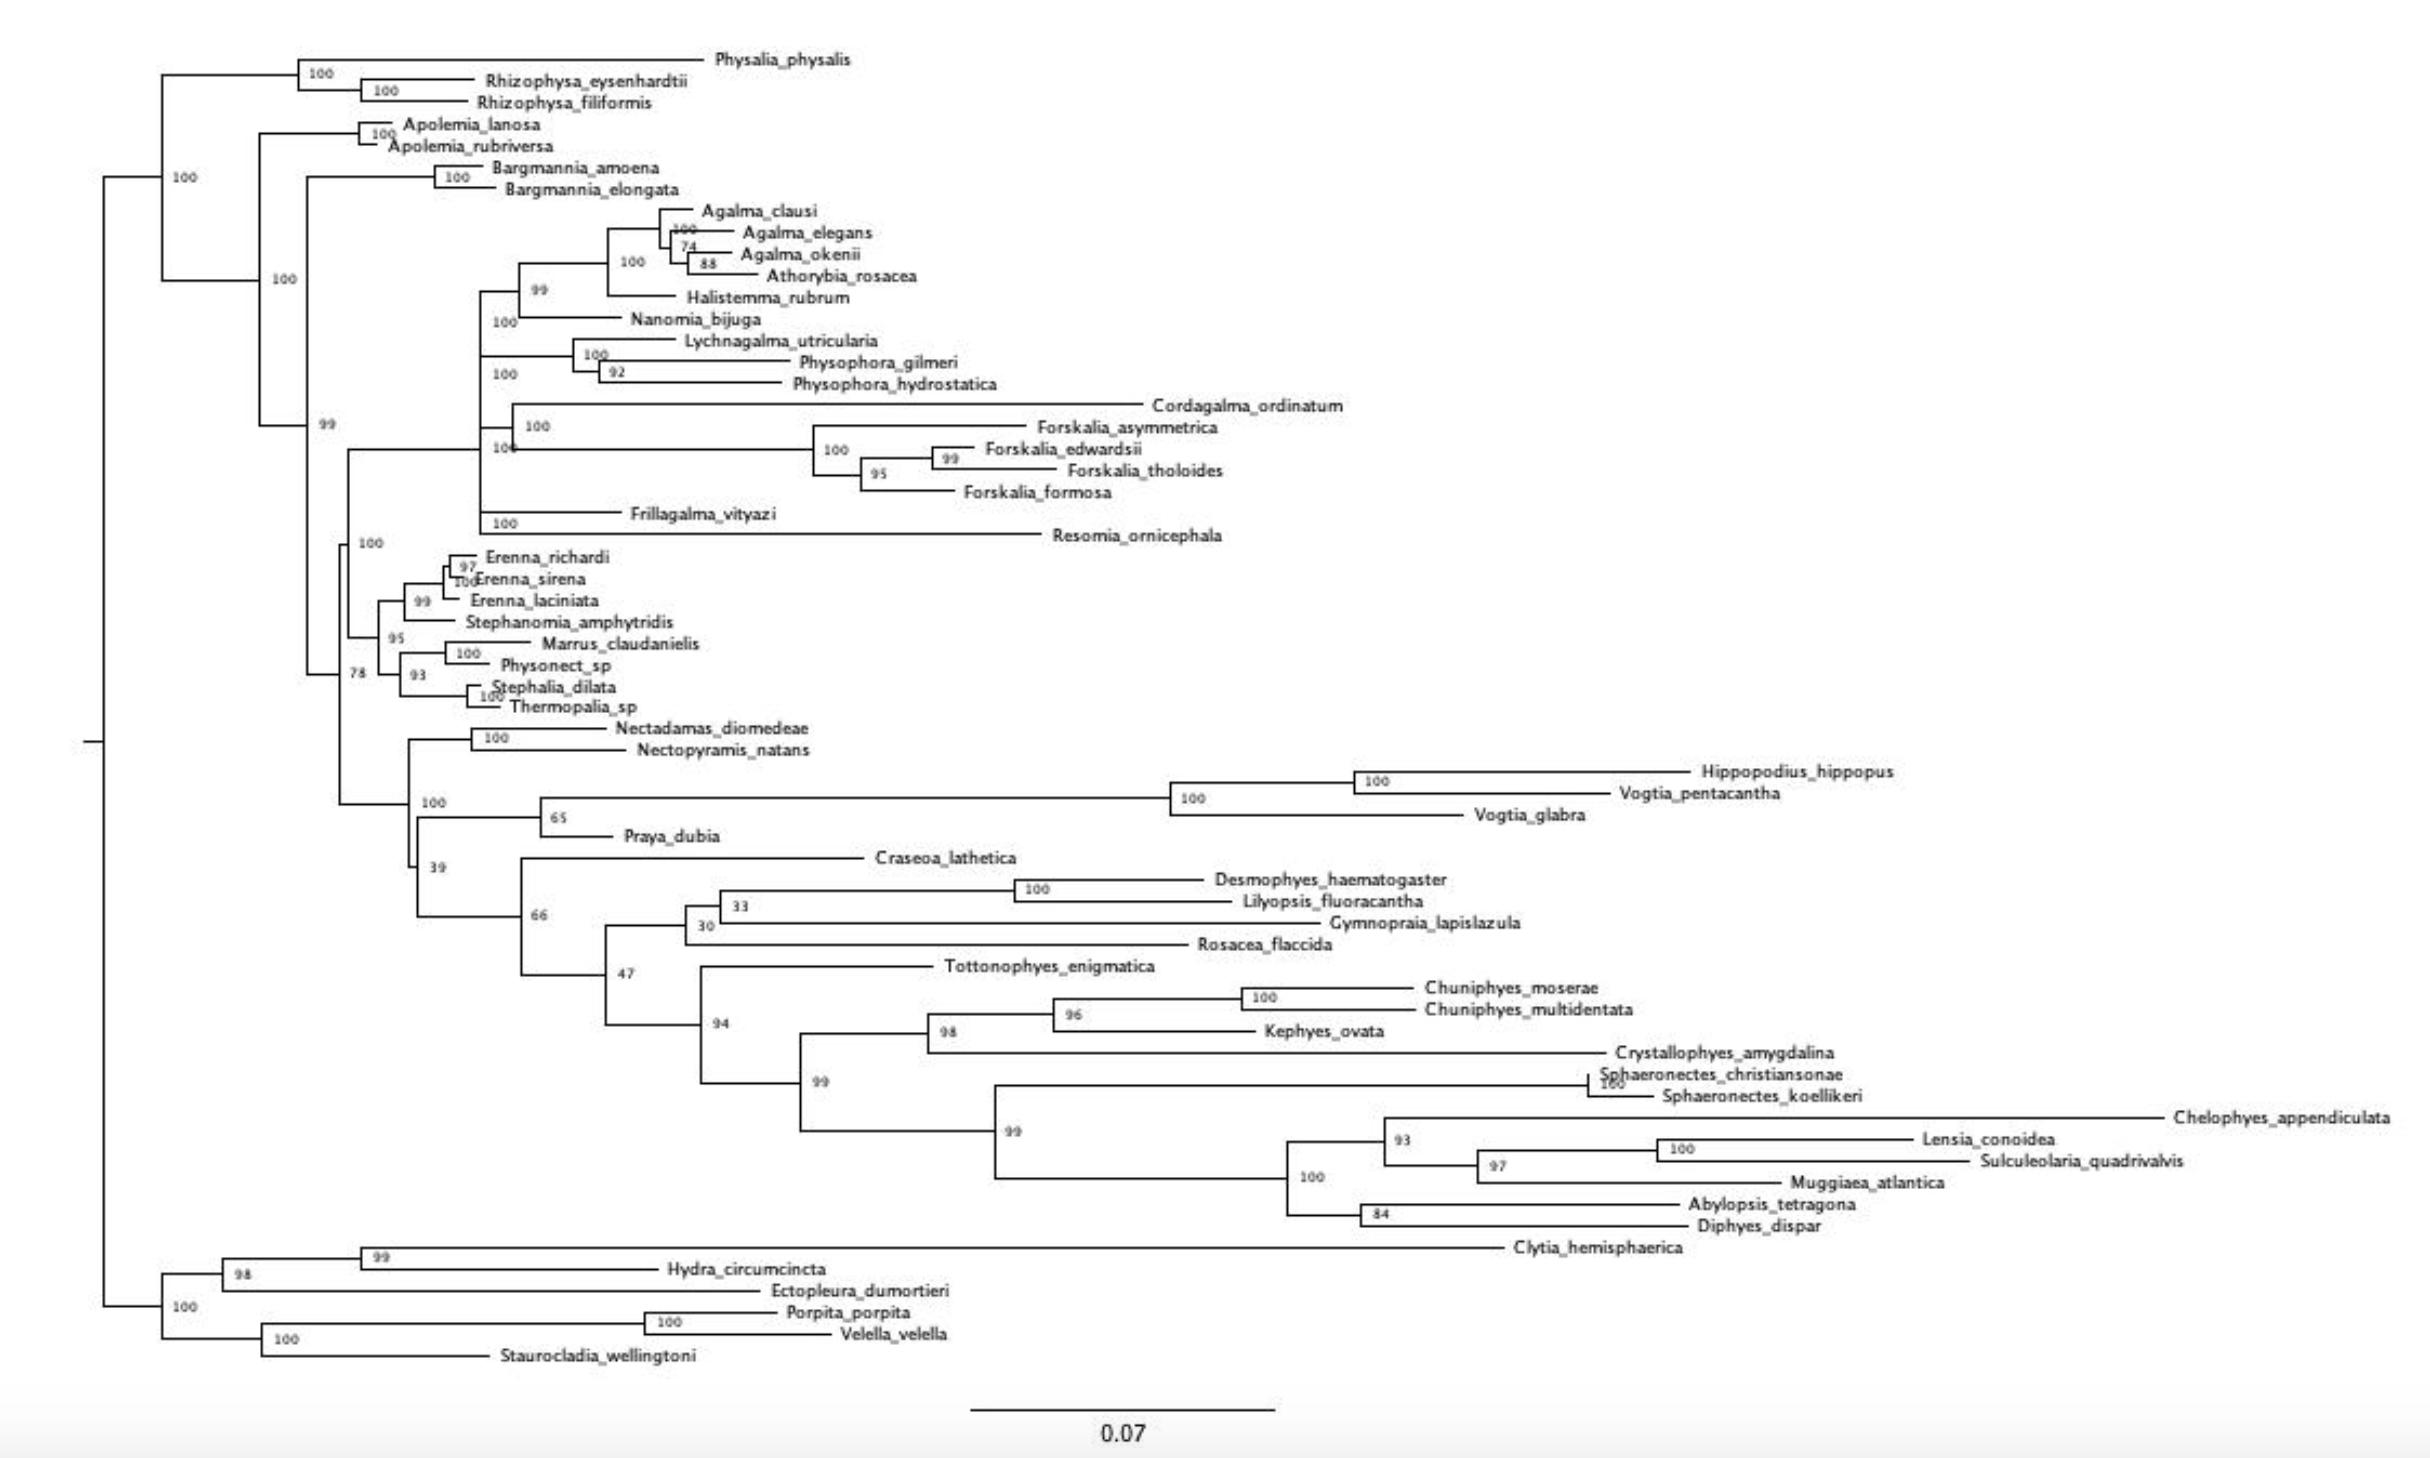 Physalia_physalis
100
Rhizophysa_eysenhardtii
100
Rhizophysa_filiformis
Apolemia_lanosa
100
Apolemia_rubriversa
Bargmannia_amoena
100
100
Bargmannia_elongata
Agalma_clausi
100
Agalma_elegans
74
Agalma_okenii
100
88
Athorybia_rosacea
100
99
Halistemma_rubrum
100
Nanomia_bijuga
Lychnagalma_utricularia
100
Physophora_gilmeri
100
92
Physophora_hydrostatica
Cordagalma_ordinatum
99
100
Forskalia_asymmetrica
100
100
Forskalia_edwardsii
99
Forskalia_tholoides
95
Forskalia_formosa
Frillagalma_vityazi
100
Resomia_ornicephala
100
Erenna_richardi
97
100
Erenna_sirena
99
Erenna_laciniata
Stephanomia_amphytridis
95
Marrus_claudanielis
100
Physonect_sp
78
93
Stephalia_dilata
100
Thermopalia_sp
Nectadamas_diomedeae
100
Nectopyramis_natans
Hippopodius_hippopus
100
Vogtia_pentacantha
100
100
Vogtia_glabra
65
Praya_dubia
Craseoa_lathetica
39
Desmophyes_haematogaster
100
Lilyopsis_fluoracantha
33
66
Gymnopraia_lapislazula
30
Rosacea_flaccida
Tottonophyes_enigmatica
47
Chuniphyes_moserae
100
Chuniphyes_multidentata
96
94
98
Kephyes_ovata
Crystallophyes_amygdalina
Sphaeronectes_christiansonae
99
100
Sphaeronectes_koellikeri
Chelophyes_appendiculata
99
93
Lensia_conoidea
100
Sulculeolaria_quadrivalvis
97
100
Muggiaea_atlantica
Abylopsis_tetragona
84
Diphyes_dispar
Clytia_hemisphaerica
99
Hydra_circumcincta
98
Ectopleura_dumortieri
100
Porpita_porpita
100
Velella_velella
100
Staurocladia_wellingtoni
0.07